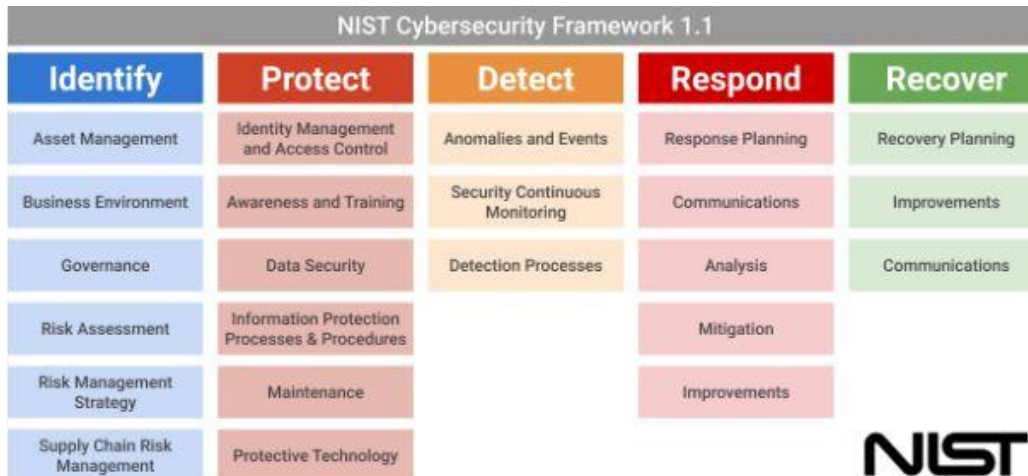 NIST Cybersecurity Framework 1.1
Identify
Asset Management
Business Environment
Governance
Risk Assessment
Risk Management
Strategy
Supply Chain Risk
Management
Protect
Identity Management
and Access Control
Awareness and Training
Data Security
Information Protection
Processes & Procedures
Maintenance
Protective Technology
Detect
Anomalies and Events
Security Continuous
Monitoring
Detection Processes
Respond
Response Planning
Communications
Analysis
Mitigation
Improvements
Recover
Recovery Planning
Improvements
Communications
NIST